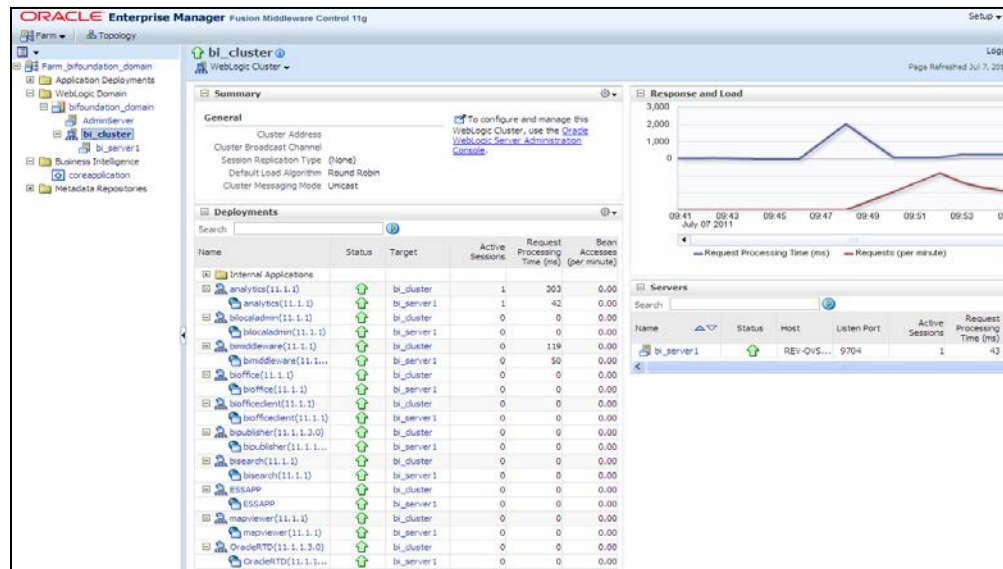 ORACLE Enterprise Manager Fusion Middleware Control 11g
Setup
Farm
Topology
Farm_bifoundation_domain
Application Deployments
WebLogic Domain
bifoundation_domain
AdminServer
bi_cluster
bi_server1
Business Intelligence
coreapplication
Metadata Repositories
bi_cluster
WebLogic Cluster
Page Refreshed Jul 7, 201
Summary
General
Cluster Address
Cluster Broadcast Channel
Session Replication Type (None)
Default Load Algorithm Round Robin
Cluster Messaging Mode Unicast
To configure and manage this
WebLogic Cluster, use the Oracle
WebLogic Server Administration
Console.
Deployments
Search
Name Status Target Active Sessions Request Processing Time (ms) Bean Accesses (per minute)
Internal Applications
analytics(11.1.1) bi_cluster 1 303 0.00
analytics(11.1.1) bi_server1 1 42 0.00
bilocaladmin(11.1.1) bi_cluster 0 0 0.00
bilocaladmin(11.1.1) bi_server1 0 0 0.00
bimiddleware(11.1.1) bi_cluster 0 119 0.00
bimiddleware(11.1.... bi_server1 0 50 0.00
bioffice(11.1.1) bi_cluster 0 0 0.00
bioffice(11.1.1) bi_server1 0 0 0.00
biofficeclient(11.1.1) bi_cluster 0 0 0.00
biofficeclient(11.1.1) bi_server1 0 0 0.00
bipublisher(11.1.1.3.0) bi_cluster 0 0 0.00
bipublisher(11.1.1.... bi_server1 0 0 0.00
bisearch(11.1.1) bi_cluster 0 0 0.00
bisearch(11.1.1) bi_server1 0 0 0.00
ESSAPP bi_cluster 0 0 0.00
ESSAPP bi_server1 0 0 0.00
mapviewer(11.1.1) bi_cluster 0 0 0.00
mapviewer(11.1.1) bi_server1 0 0 0.00
OracleRTD(11.1.1.3.0) bi_cluster 0 0 0.00
OracleRTD(11.1.1.... bi_server1 0 0 0.00
Response and Load
3,000
2,000
1,000
0
09:41 09:43 09:45 09:47 09:49 09:51 09:53 0
July 07 2011
Request Processing Time (ms) Requests (per minute)
Servers
Search
Name Status Host Listen Port Active Sessions Request Processing Time (ms)
bi_server1 REV-OVS... 9704 1 43